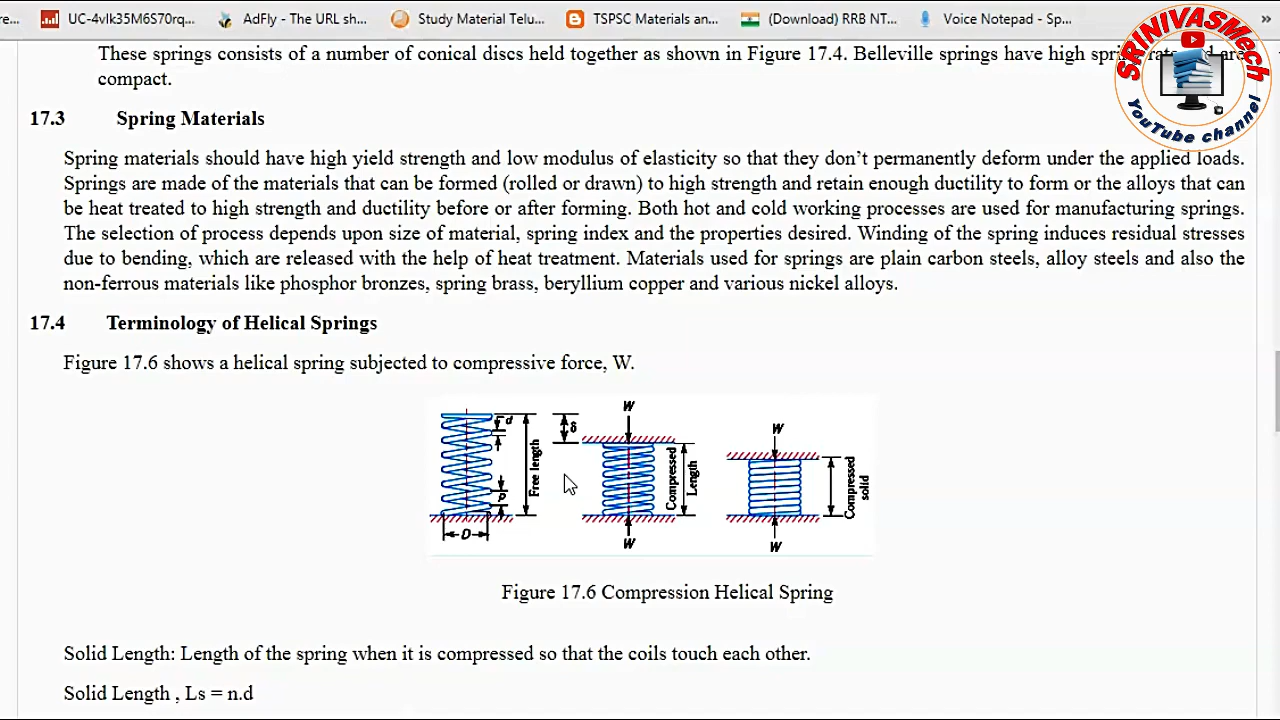 re...
UC-4vlk35M6S70rq...
AdFly - The URL sh...
Study Material Telu...
TSPSC Materials an...
(Download) RRB NT...
Voice Notepad - Sp...
»
SRINIVASMech
YouTube channel
These springs consists of a number of conical discs held together as shown in Figure 17.4. Belleville springs have high are
compact.
17.3 Spring Materials
Spring materials should have high yield strength and low modulus of elasticity so that they don’t permanently deform under the applied loads.
Springs are made of the materials that can be formed (rolled or drawn) to high strength and retain enough ductility to form or the alloys that can
be heat treated to high strength and ductility before or after forming. Both hot and cold working processes are used for manufacturing springs.
The selection of process depends upon size of material, spring index and the properties desired. Winding of the spring induces residual stresses
due to bending, which are released with the help of heat treatment. Materials used for springs are plain carbon steels, alloy steels and also the
non-ferrous materials like phosphor bronzes, spring brass, beryllium copper and various nickel alloys.
17.4 Terminology of Helical Springs
Figure 17.6 shows a helical spring subjected to compressive force, W.
d
Free length
p
D
δ
W
Compressed
Length
W
W
Compressed
solid
W
Figure 17.6 Compression Helical Spring
Solid Length: Length of the spring when it is compressed so that the coils touch each other.
Solid Length , Ls = n.d